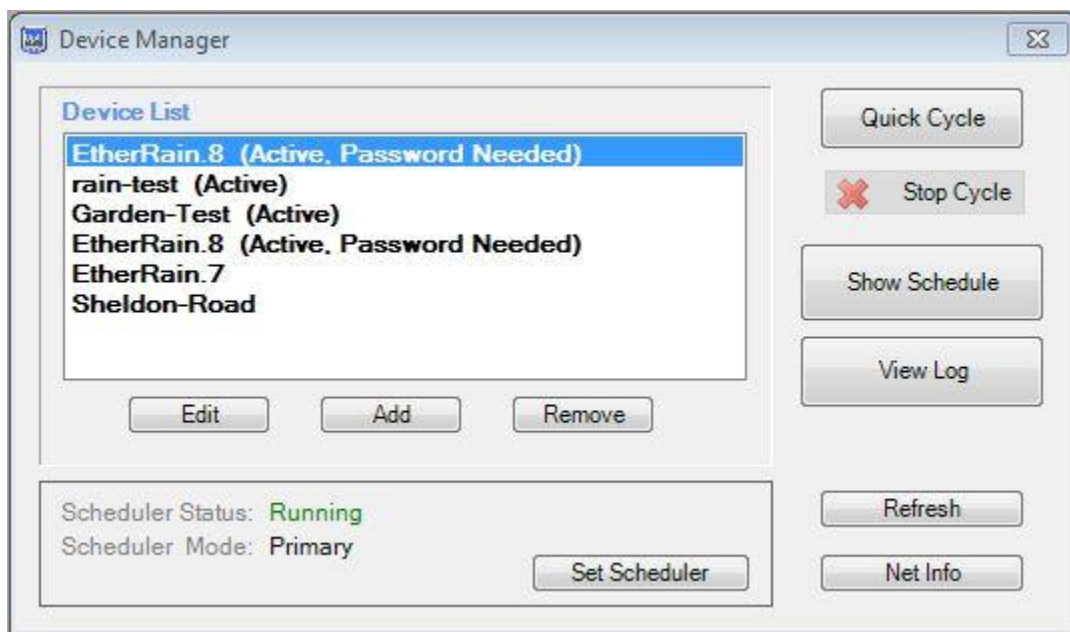 Device Manager
Device List
EtherRain.8 (Active, Password Needed)
rain-test (Active)
Garden-Test (Active)
EtherRain.8 (Active, Password Needed)
EtherRain.7
Sheldon-Road
Edit
Add
Remove
Quick Cycle
Stop Cycle
Show Schedule
View Log
Scheduler Status: Running
Scheduler Mode: Primary
Set Scheduler
Refresh
Net Info